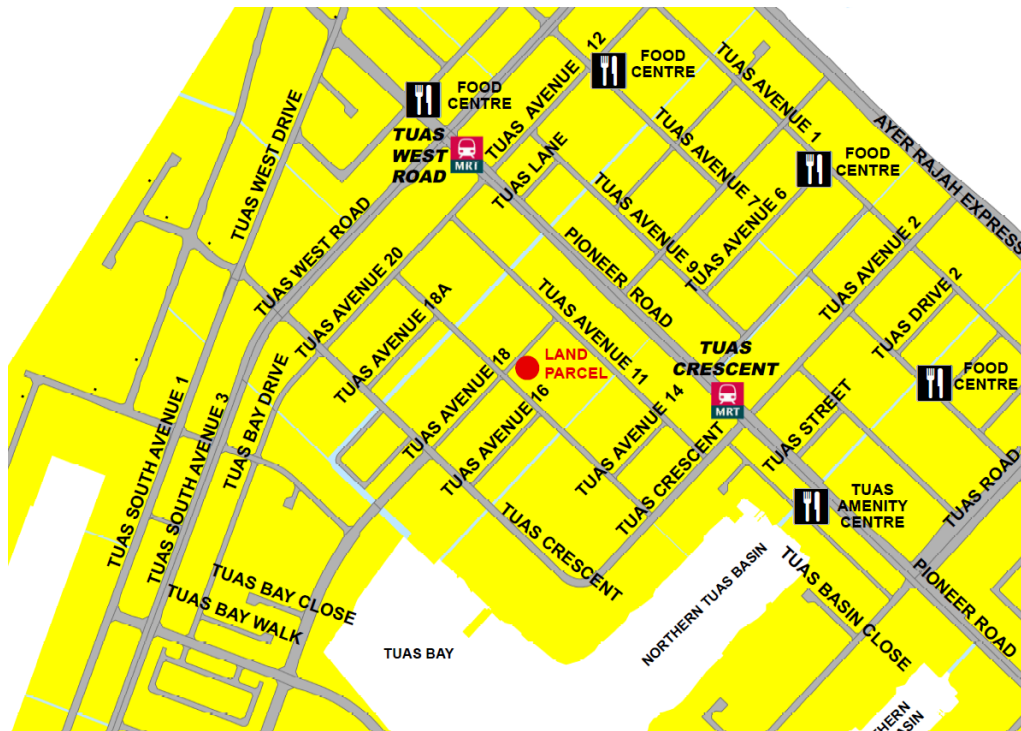 TUAS AVENUE 12
FOOD
CENTRE
TUAS AVENUE 1
FOOD
CENTRE
TUAS
WEST
ROAD
MRT
TUAS WEST DRIVE
TUAS LANE
TUAS AVENUE 7
FOOD
CENTRE
AYER RAJAH EXPRESS
TUAS AVENUE 9
TUAS AVENUE 6
TUAS AVENUE 2
TUAS WEST ROAD
PIONEER ROAD
TUAS AVENUE 20
TUAS AVENUE 18A
TUAS AVENUE 11
TUAS DRIVE 2
TUAS
CRESCENT
MRT
LAND
PARCEL
FOOD
CENTRE
TUAS AVENUE 18
TUAS AVENUE 16
TUAS AVENUE 14
TUAS CRESCENT
TUAS STREET
TUAS BAY DRIVE
TUAS SOUTH AVENUE 1
TUAS SOUTH AVENUE 3
TUAS
AMENITY
CENTRE
TUAS ROAD
TUAS CRESCENT
TUAS BAY CLOSE
TUAS BAY WALK
TUAS BAY
NORTHERN TUAS BASIN
TUAS BASIN CLOSE
PIONEER ROAD
HERN
BASIN